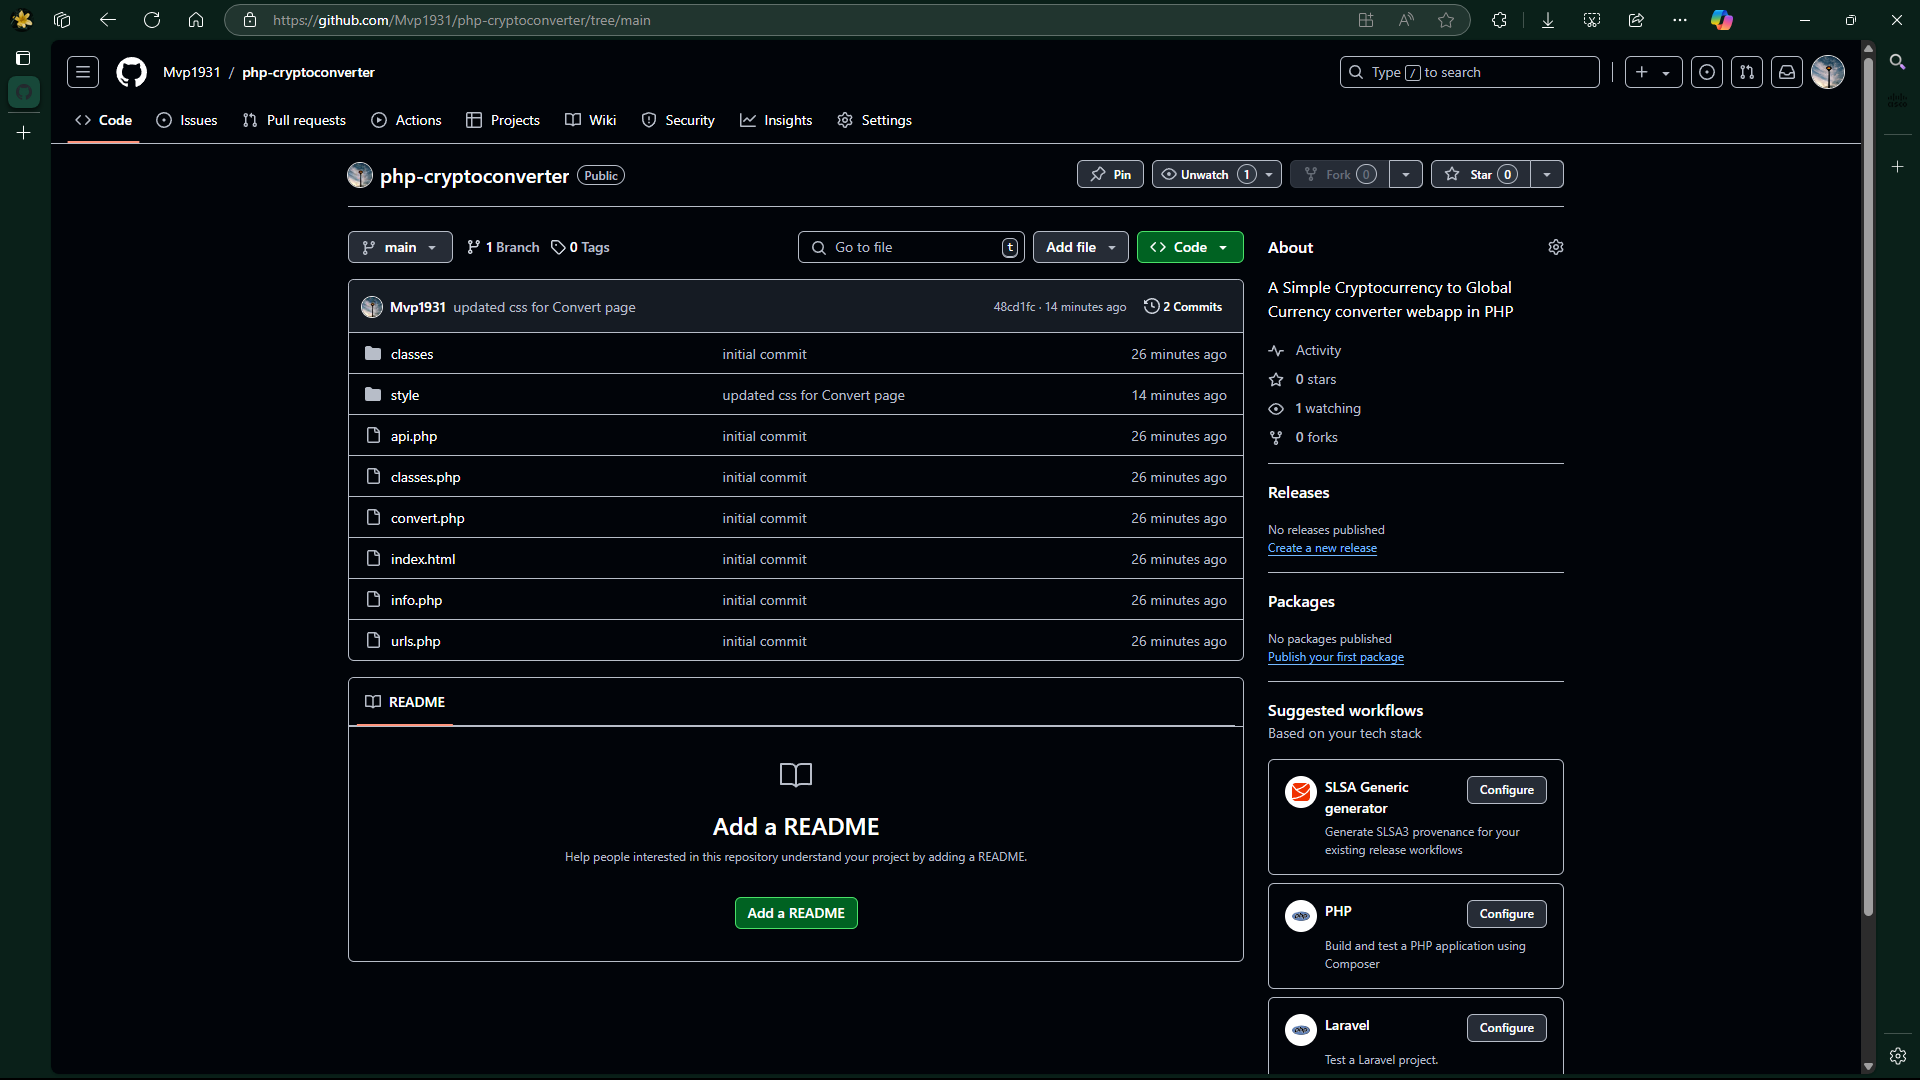 https://github.com/Mvp1931/php-cryptoconverter/tree/main
Mvp1931 / php-cryptoconverter
Type / to search
Code Issues Pull requests Actions Projects Wiki Security Insights Settings
php-cryptoconverter Public
Pin Unwatch 1 Fork 0 Star 0
main 1 Branch 0 Tags Go to file t Add file Code
Mvp1931 updated css for Convert page 48cd1fc · 14 minutes ago 2 Commits
classes initial commit 26 minutes ago
style updated css for Convert page 14 minutes ago
api.php initial commit 26 minutes ago
classes.php initial commit 26 minutes ago
convert.php initial commit 26 minutes ago
index.html initial commit 26 minutes ago
info.php initial commit 26 minutes ago
urls.php initial commit 26 minutes ago
README
Add a README
Help people interested in this repository understand your project by adding a README.
Add a README
About
A Simple Cryptocurrency to Global
Currency converter webapp in PHP
Activity
0 stars
1 watching
0 forks
Releases
No releases published
Create a new release
Packages
No packages published
Publish your first package
Suggested workflows
Based on your tech stack
SLSA Generic
generator
Configure
Generate SLSA3 provenance for your
existing release workflows
PHP
Configure
Build and test a PHP application using
Composer
Laravel
Configure
Test a Laravel project.